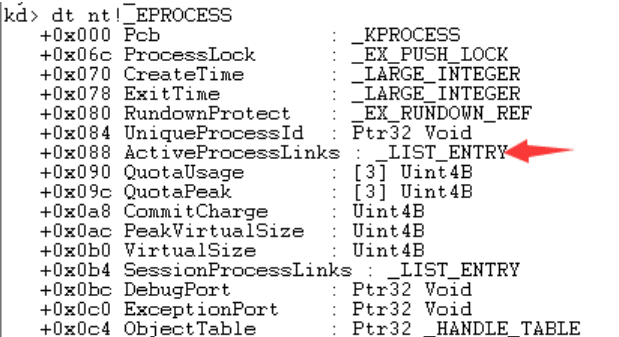 kd> dt nt!_EPROCESS
+0x000 Pcb : _KPROCESS
+0x06c ProcessLock : _EX_PUSH_LOCK
+0x070 CreateTime : _LARGE_INTEGER
+0x078 ExitTime : _LARGE_INTEGER
+0x080 RundownProtect : _EX_RUNDOWN_REF
+0x084 UniqueProcessId : Ptr32 Void
+0x088 ActiveProcessLinks : _LIST_ENTRY
+0x090 QuotaUsage : [3] Uint4B
+0x09c QuotaPeak : [3] Uint4B
+0x0a8 CommitCharge : Uint4B
+0x0ac PeakVirtualSize : Uint4B
+0x0b0 VirtualSize : Uint4B
+0x0b4 SessionProcessLinks : _LIST_ENTRY
+0x0bc DebugPort : Ptr32 Void
+0x0c0 ExceptionPort : Ptr32 Void
+0x0c4 ObjectTable : Ptr32 _HANDLE_TABLE